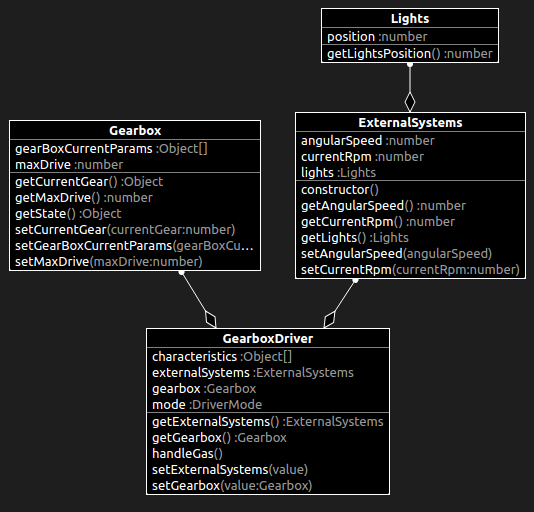 Lights
position :number
getLightsPosition() :number
Gearbox
gearBoxCurrentParams :Object[]
maxDrive :number
getCurrentGear() :Object
getMaxDrive() :number
getState() :Object
setCurrentGear(currentGear:number)
setGearBoxCurrentParams(gearBoxCu...
setMaxDrive(maxDrive:number)
ExternalSystems
angularSpeed :number
currentRpm :number
lights :Lights
constructor()
getAngularSpeed() :number
getCurrentRpm() :number
getLights() :Lights
setAngularSpeed(angularSpeed)
setCurrentRpm(currentRpm:number)
GearboxDriver
characteristics :Object[]
externalSystems :ExternalSystems
gearbox :Gearbox
mode :DriverMode
getExternalSystems() :ExternalSystems
getGearbox() :Gearbox
handleGas()
setExternalSystems(value)
setGearbox(value:Gearbox)